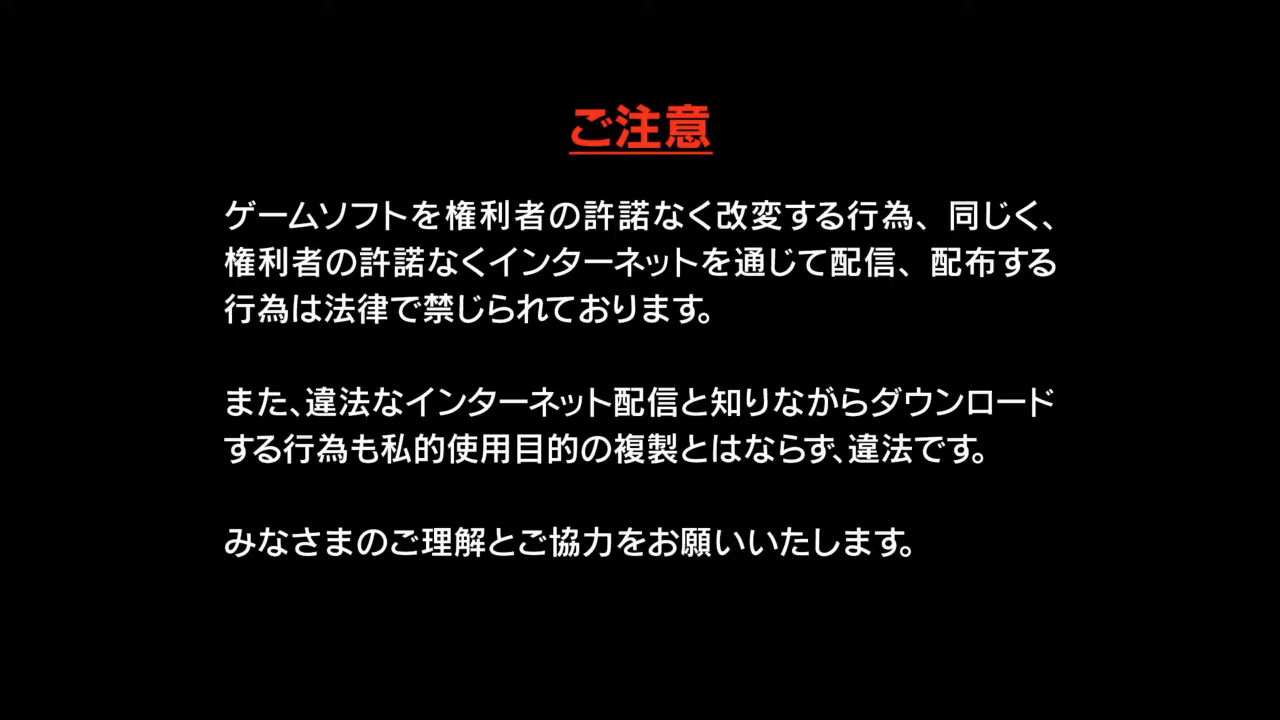 ご注意
ゲームソフトを権利者の許諾なく改変する行為、同じく、
権利者の許諾なくインターネットを通じて配信、配布する
行為は法律で禁じられております。
また、違法なインターネット配信と知りながらダウンロード
する行為も私的使用目的の複製とはならず、違法です。
みなさまのご理解とご協力をお願いいたします。